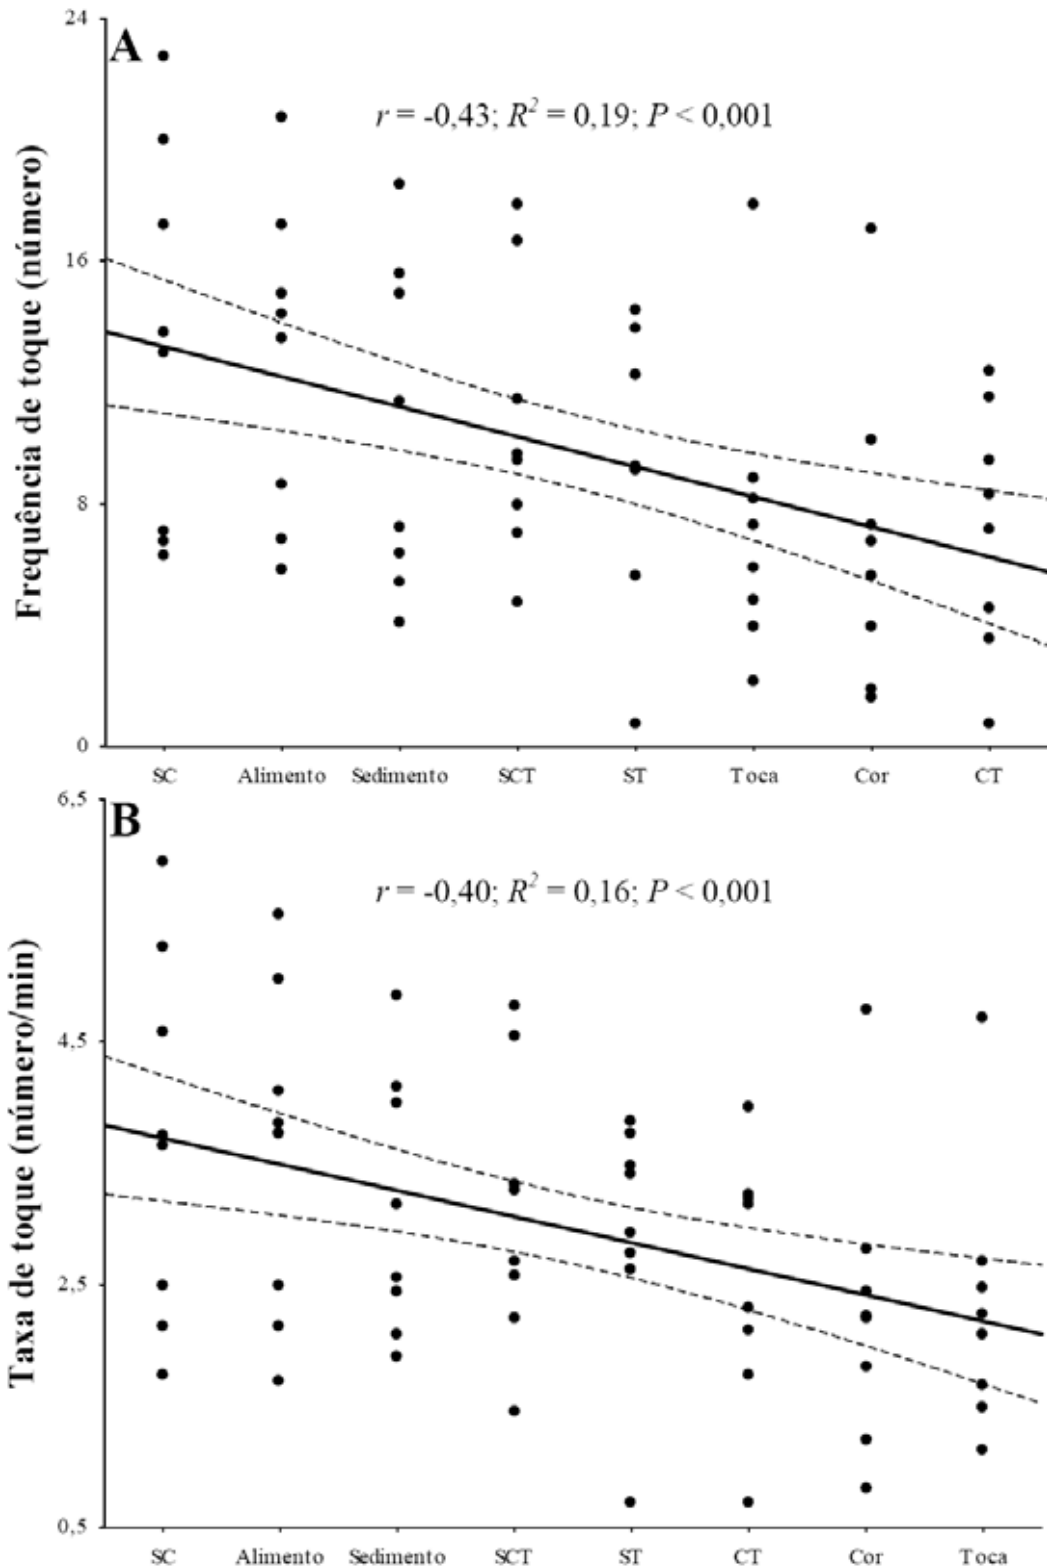 24
A
r = -0,43; R² = 0,19; P < 0,001
Frequência de toque (número)
16
8
0
SC Alimento Sedimento SCT ST Toca Cor CT
6,5
B
r = -0,40; R² = 0,16; P < 0,001
Taxa de toque (número/min)
4,5
2,5
0,5
SC Alimento Sedimento SCT ST CT Cor Toca